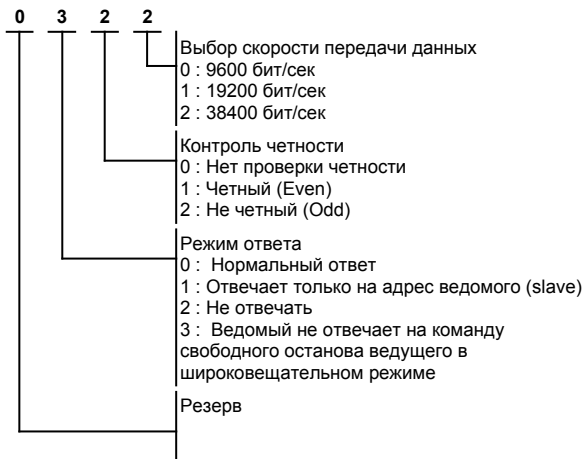 0 3 2 2
Выбор скорости передачи данных
0 : 9600 бит/сек
1 : 19200 бит/сек
2 : 38400 бит/сек
Контроль четности
0 : Нет проверки четности
1 : Четный (Even)
2 : Не четный (Odd)
Режим ответа
0 : Нормальный ответ
1 : Отвечает только на адрес ведомого (slave)
2 : Не отвечать
3 : Ведомый не отвечает на команду
свободного останова ведущего в
широковещательном режиме
Резерв